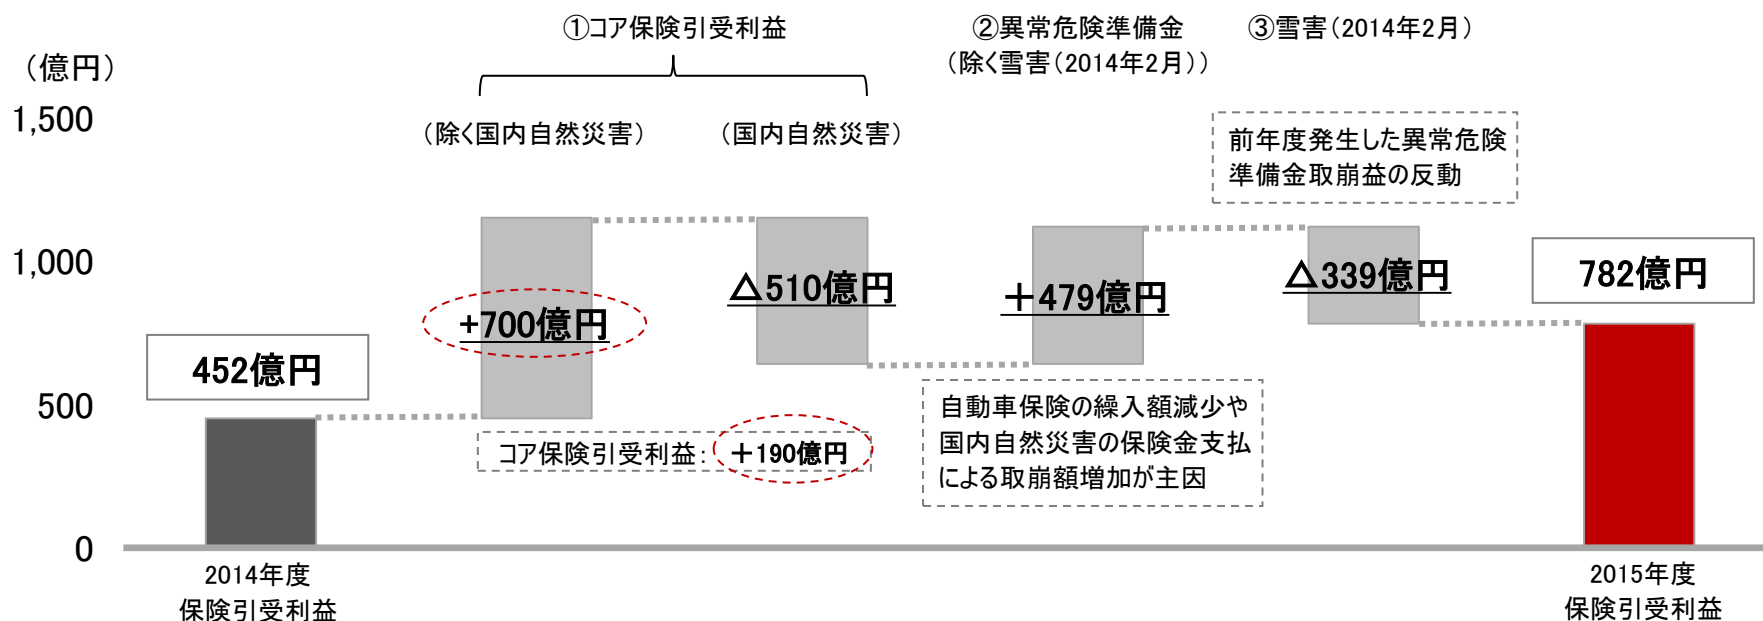 ①コア保険引受利益
②異常危険準備金
(除く雪害(2014年2月))
③雪害(2014年2月)
(億円)
1,500
1,000
500
0
(除く国内自然災害)
(国内自然災害)
前年度発生した異常危険
準備金取崩益の反動
452億円
+700億円
△510億円
+479億円
△339億円
782億円
コア保険引受利益: +190億円
自動車保険の繰入額減少や
国内自然災害の保険金支払
による取崩額増加が主因
2014年度
保険引受利益
2015年度
保険引受利益